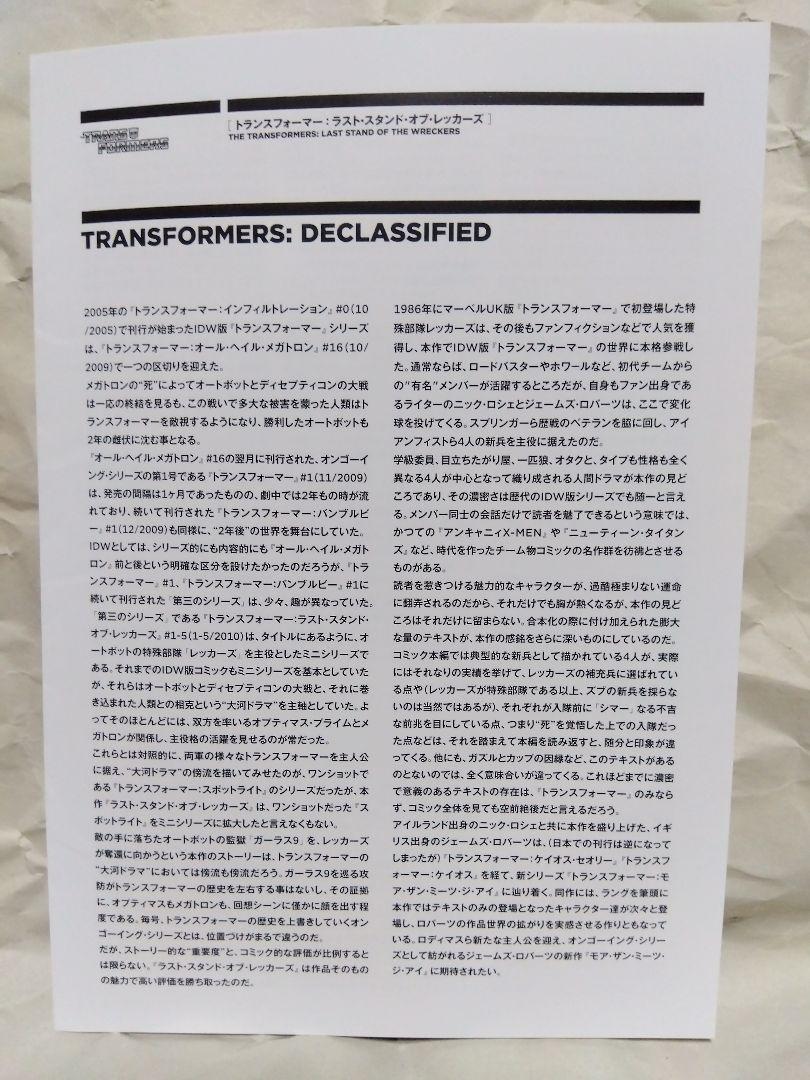 [トランスフォーマー：ラスト・スタンド・オブ・レッカーズ]
THE TRANSFORMERS: LAST STAND OF THE WRECKERS
TRANSFORMERS
TRANSFORMERS: DECLASSIFIED
2005年の『トランスフォーマー：インフィルトレーション』#0(10
/2005)で刊行が始まったIDW版『トランスフォーマー』シリーズ
は、『トランスフォーマー：オール・ヘイル・メガトロン』#16(10/
2009)で一つの区切りを迎えた。
メガトロンの“死”によってオートボットとディセプティコンの大戦
は一応の終結を見るも、この戦いで多大な被害を蒙った人類はト
ランスフォーマーを敵視するようになり、勝利したオートボットも
2年の雌伏に沈む事となる。
『オール・ヘイル・メガトロン』#16の翌月に刊行された、オンゴーイ
ング・シリーズの第1号である『トランスフォーマー』#1(11/2009)
は、発売の間隔は1ヶ月であったものの、劇中では2年もの時が流
れており、続いて刊行された『トランスフォーマー：バンブルビ
ー』#1(12/2009)も同様に、“2年後”の世界を舞台にしていた。
IDWとしては、シリーズ的にも内容的にも『オール・ヘイル・メガト
ロン』前と後という明確な区分を設けたかったのだろうが、『トラ
ンスフォーマー』#1、『トランスフォーマー：バンブルビー』#1に
続いて刊行された「第三のシリーズ」は、少々、趣が異なっていた。
「第三のシリーズ」である『トランスフォーマー：ラスト・スタンド・
オブ・レッカーズ』#1-5(1-5/2010)は、タイトルにあるように、オ
ートボットの特殊部隊「レッカーズ」を主役としたミニシリーズで
ある。それまでのIDW版コミックもミニシリーズを基本としていた
が、それらはオートボットとディセプティコンの大戦と、それに巻
き込まれた人類との相克という“大河ドラマ”を主軸としていた。よ
ってそのほとんどには、双方を率いるオプティマス・プライムとメ
ガトロンが関係し、主役格の活躍を見せるのが常だった。
これらとは対照的に、両軍の様々なトランスフォーマーを主人公
に据え、“大河ドラマ”の傍流を描いてみせたのが、ワンショットで
ある『トランスフォーマー：スポットライト』のシリーズだったが、本
作『ラスト・スタンド・オブ・レッカーズ』は、ワンショットだった『ス
ポットライト』をミニシリーズに拡大したと言えなくもない。
敵の手に落ちたオートボットの監獄「ガーラス9」を、レッカーズ
が奪還に向かうという本作のストーリーは、トランスフォーマーの
“大河ドラマ”においては傍流も傍流だろう。ガーラス9を巡る攻
防がトランスフォーマーの歴史を左右する事はないし、その証拠
に、オプティマスもメガトロンも、回想シーンに僅かに顔を出す程
度である。毎号、トランスフォーマーの歴史を上書きしていくオン
ゴーイング・シリーズとは、位置づけがまるで違うのだ。
だが、ストーリー的な“重要度”と、コミック的な評価が比例すると
は限らない。『ラスト・スタンド・オブ・レッカーズ』は作品そのもの
の魅力で高い評価を勝ち取ったのだ。
1986年にマーベルUK版『トランスフォーマー』で初登場した特
殊部隊レッカーズは、その後もファンフィクションなどで人気を獲
得し、本作でIDW版『トランスフォーマー』の世界に本格参戦し
た。通常ならば、ロードバスターやホワールなど、初代チームから
の“有名”メンバーが活躍するところだが、自身もファン出身であ
るライターのニック・ロシェとジェームズ・ロバーツは、ここで変化
球を投げてくる。スプリンガーら歴戦のベテランを脇に回し、アイ
アンフィストら4人の新兵を主役に据えたのだ。
学級委員、目立ちたがり屋、一匹狼、オタクと、タイプも性格も全く
異なる4人が中心となって織り成される人間ドラマが本作の見ど
ころであり、その濃密さは歴代のIDW版シリーズでも随一と言え
る。メンバー同士の会話だけで読者を魅了できるという意味では、
かつての『アンキャニィX-MEN』や『ニューティーン・タイタン
ズ』など、時代を作ったチーム物コミックの名作群を彷彿とさせる
ものがある。
読者を惹きつける魅力的なキャラクターが、過酷極まりない運命
に翻弄されるのだから、それだけでも胸が熱くなるが、本作の見ど
ころはそれだけに留まらない。合本化の際に付け加えられた膨大
な量のテキストが、本作の感銘をさらに深いものにしているのだ。
コミック本編では典型的な新兵として描かれている4人が、実際
にはそれなりの実績を挙げて、レッカーズの補充兵に選ばれてい
る点や(レッカーズが特殊部隊である以上、ズブの新兵を採らな
いのは当然ではあるが)、それぞれが入隊前に「シマー」なる不吉
な前兆を目にしている点、つまり“死”を覚悟した上での入隊だっ
た点などは、それを踏まえて本編を読み返すと、随分と印象が違
ってくる。他にも、ガズルとカップの因縁など、このテキストがある
のとないのでは、全く意味合いが違ってくる。これほどまでに濃密
で意義のあるテキストの存在は、『トランスフォーマー』のみなら
ず、コミック全体を見ても空前絶後だと言えるだろう。
アイルランド出身のニック・ロシェと共に本作を盛り上げた、イギ
リス出身のジェームズ・ロバーツは、(日本での刊行は逆になって
しまったが)『トランスフォーマー：ケイオス・セオリー』『トランスフ
ォーマー：ケイオス』を経て、新シリーズ『トランスフォーマー：モ
ア・ザン・ミーツ・ジ・アイ』に辿り着く。同作には、ラングを筆頭に
本作ではテキストのみの登場となったキャラクター達が次々と登
場し、ロバーツの作品世界の拡がりを実感させる作りともなって
いる。ロディマスら新たな主人公を迎え、オンゴーイング・シリー
ズとして紡がれるジェームズ・ロバーツの新作『モア・ザン・ミーツ・
ジ・アイ』に期待されたい。